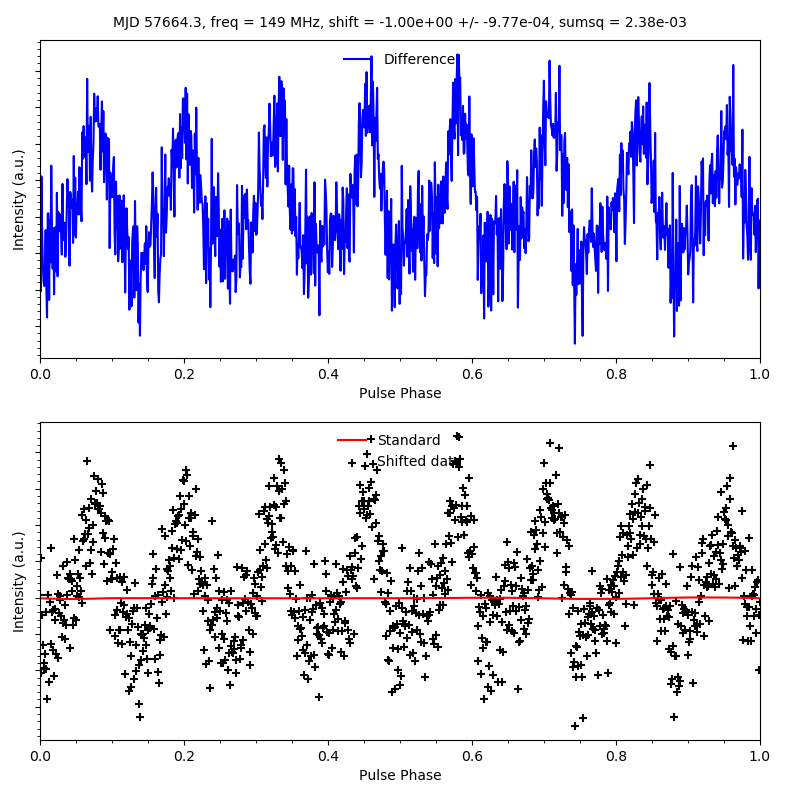 MJD 57664.3, freq = 149 MHz, shift = -1.00e+00 +/- -9.77e-04, sumsq = 2.38e-03
Difference
Intensity (a.u.)
0.0 0.2 0.4 0.6 0.8 1.0
Pulse Phase
Standard
Shifted data
Intensity (a.u.)
0.0 0.2 0.4 0.6 0.8 1.0
Pulse Phase